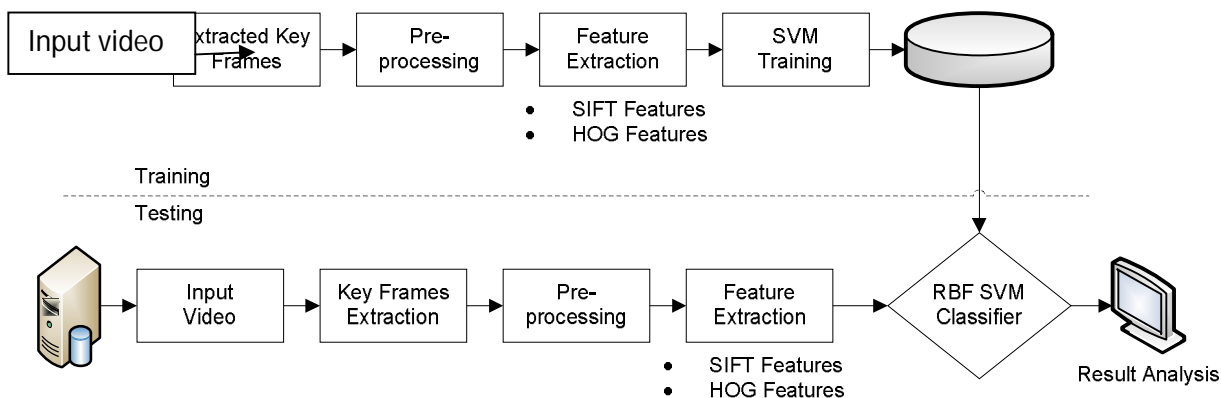 Input video
xtracted Key
Frames
Pre-
processing
Feature
Extraction
SVM
Training
• SIFT Features
• HOG Features
Training
Testing
Input
Video
Key Frames
Extraction
Pre-
processing
Feature
Extraction
RBF SVM
Classifier
• SIFT Features
• HOG Features
Result Analysis